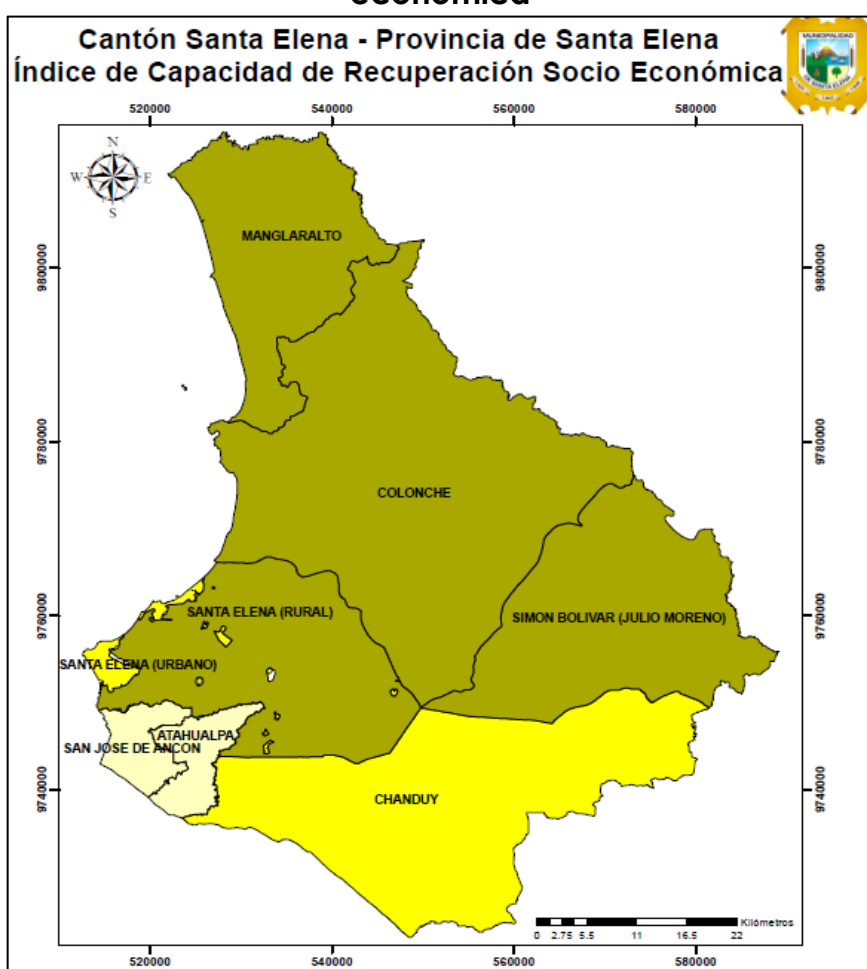 Cantón Santa Elena - Provincia de Santa Elena
Índice de Capacidad de Recuperación Socio Económica
MUNICIPALIDAD
DE SANTA ELENA
520000 540000 560000 580000
N
W E
S
MANGLARALTO
9800000 9800000
9780000 9780000
COLONCHE
9760000 9760000
SANTA ELENA (RURAL)
SIMON BOLIVAR (JULIO MORENO)
SANTA ELENA (URBANO)
ATAHUALPA
SAN JOSE DE ANCON
9740000 9740000
CHANDUY
Kilómetros
0 2.75 5.5 11 16.5 22
520000 540000 560000 580000